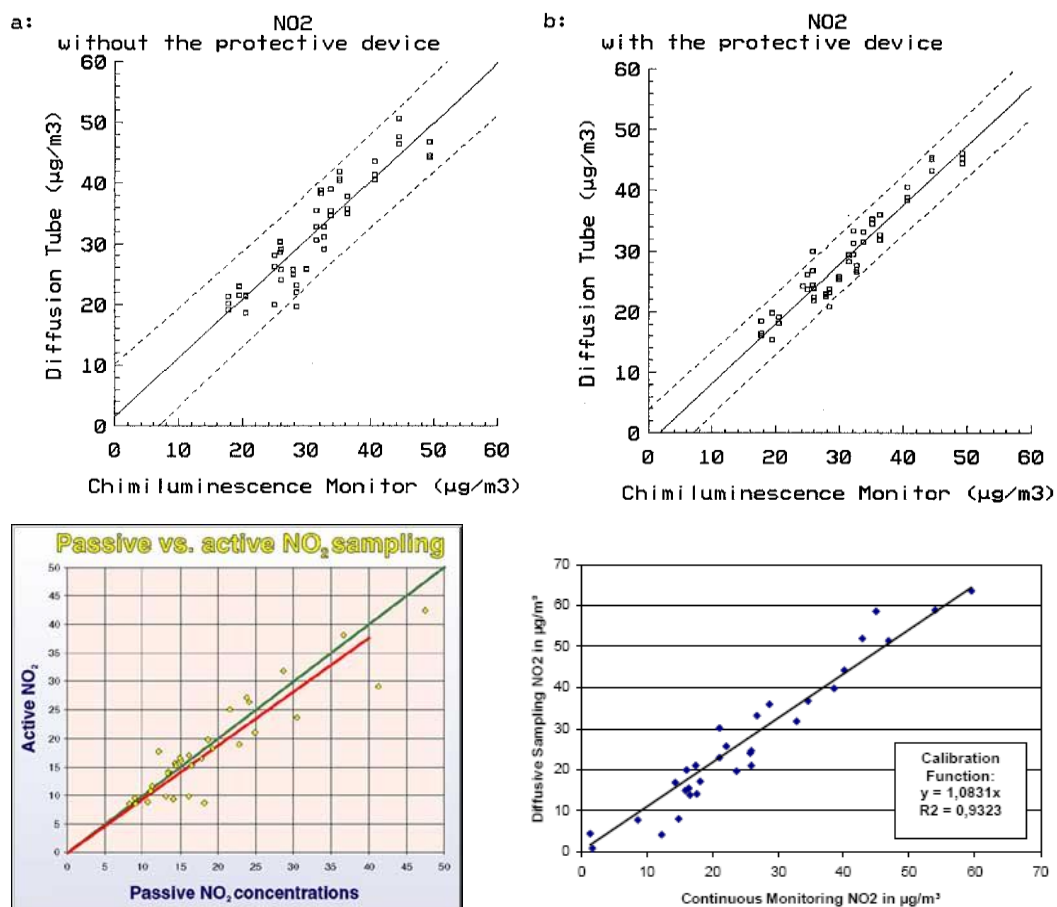 a:
NO2
without the protective device
60
50
40
30
20
10
0
Diffusion Tube (µg/m3)
0 10 20 30 40 50 60
Chimiluminescence Monitor (µg/m3)
b:
NO2
with the protective device
60
50
40
30
20
10
0
Diffusion Tube (µg/m3)
0 10 20 30 40 50 60
Chimiluminescence Monitor (µg/m3)
Passive vs. active NO₂ sampling
50
45
40
35
30
25
20
15
10
5
0
Active NO₂
0 5 10 15 20 25 30 35 40 45 50
Passive NO₂ concentrations
70
60
50
40
30
20
10
0
Diffusive Sampling NO2 in µg/m³
Calibration
Function:
y = 1,0831x
R2 = 0,9323
0 10 20 30 40 50 60 70
Continuous Monitoring NO2 in µg/m³